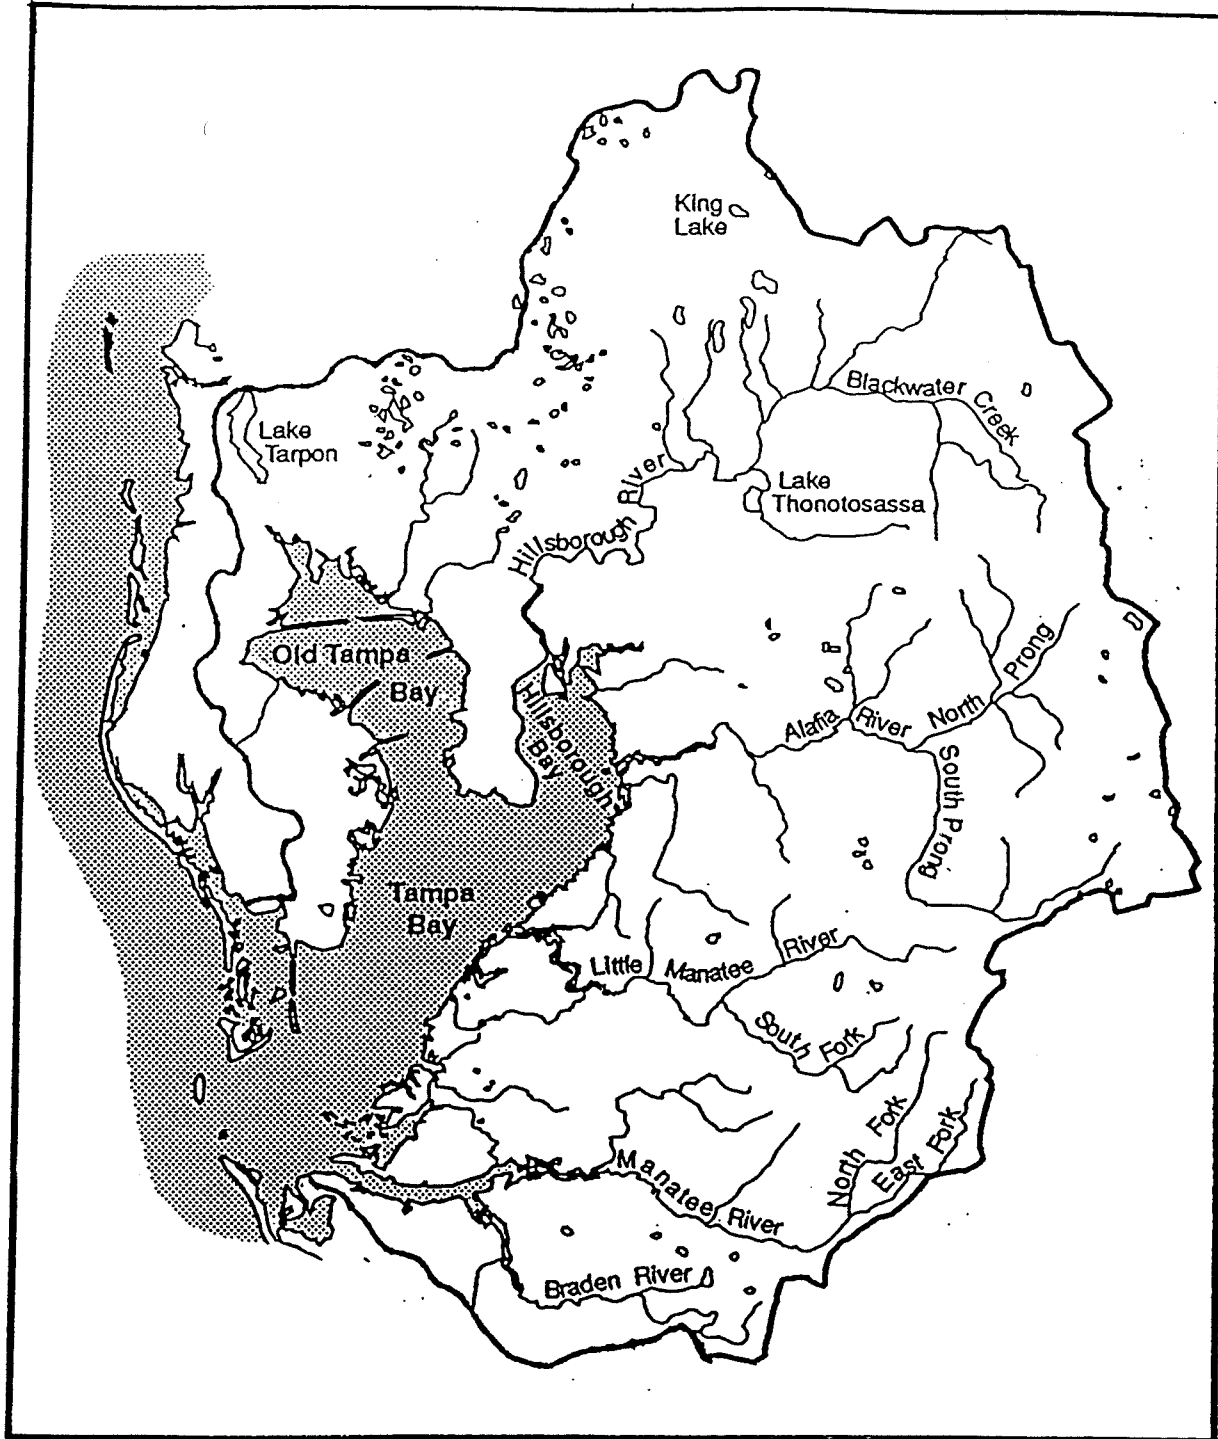 King
Lake
Blackwater Creek
Lake
Tarpon
Lake
Thonotosassa
Hillsborough River
Old Tampa
Bay
Hillsborough
Bay
Alafia River North Prong
South Prong
Tampa
Bay
Little Manatee River
South Fork
North Fork
East Fork
Manatee River
Braden River